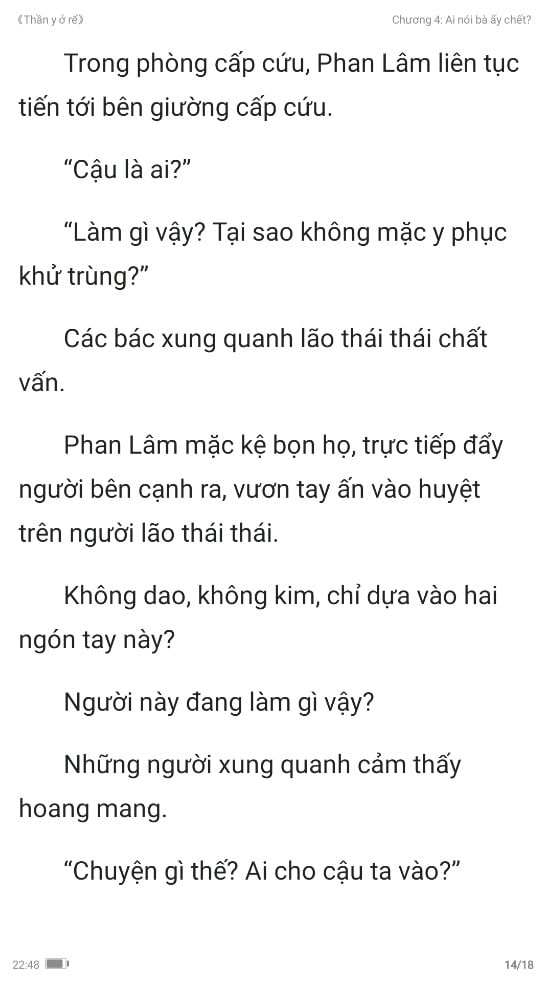 《Thần y ở rể》 Chương 4: Ai nói bà ấy chết?
Trong phòng cấp cứu, Phan Lâm liên tục
tiến tới bên giường cấp cứu.
“Cậu là ai?”
“Làm gì vậy? Tại sao không mặc y phục
khử trùng?”
Các bác xung quanh lão thái thái chất
vấn.
Phan Lâm mặc kệ bọn họ, trực tiếp đẩy
người bên cạnh ra, vươn tay ấn vào huyệt
trên người lão thái thái.
Không dao, không kim, chỉ dựa vào hai
ngón tay này?
Người này đang làm gì vậy?
Những người xung quanh cảm thấy
hoang mang.
“Chuyện gì thế? Ai cho cậu ta vào?”
22:48 14/18